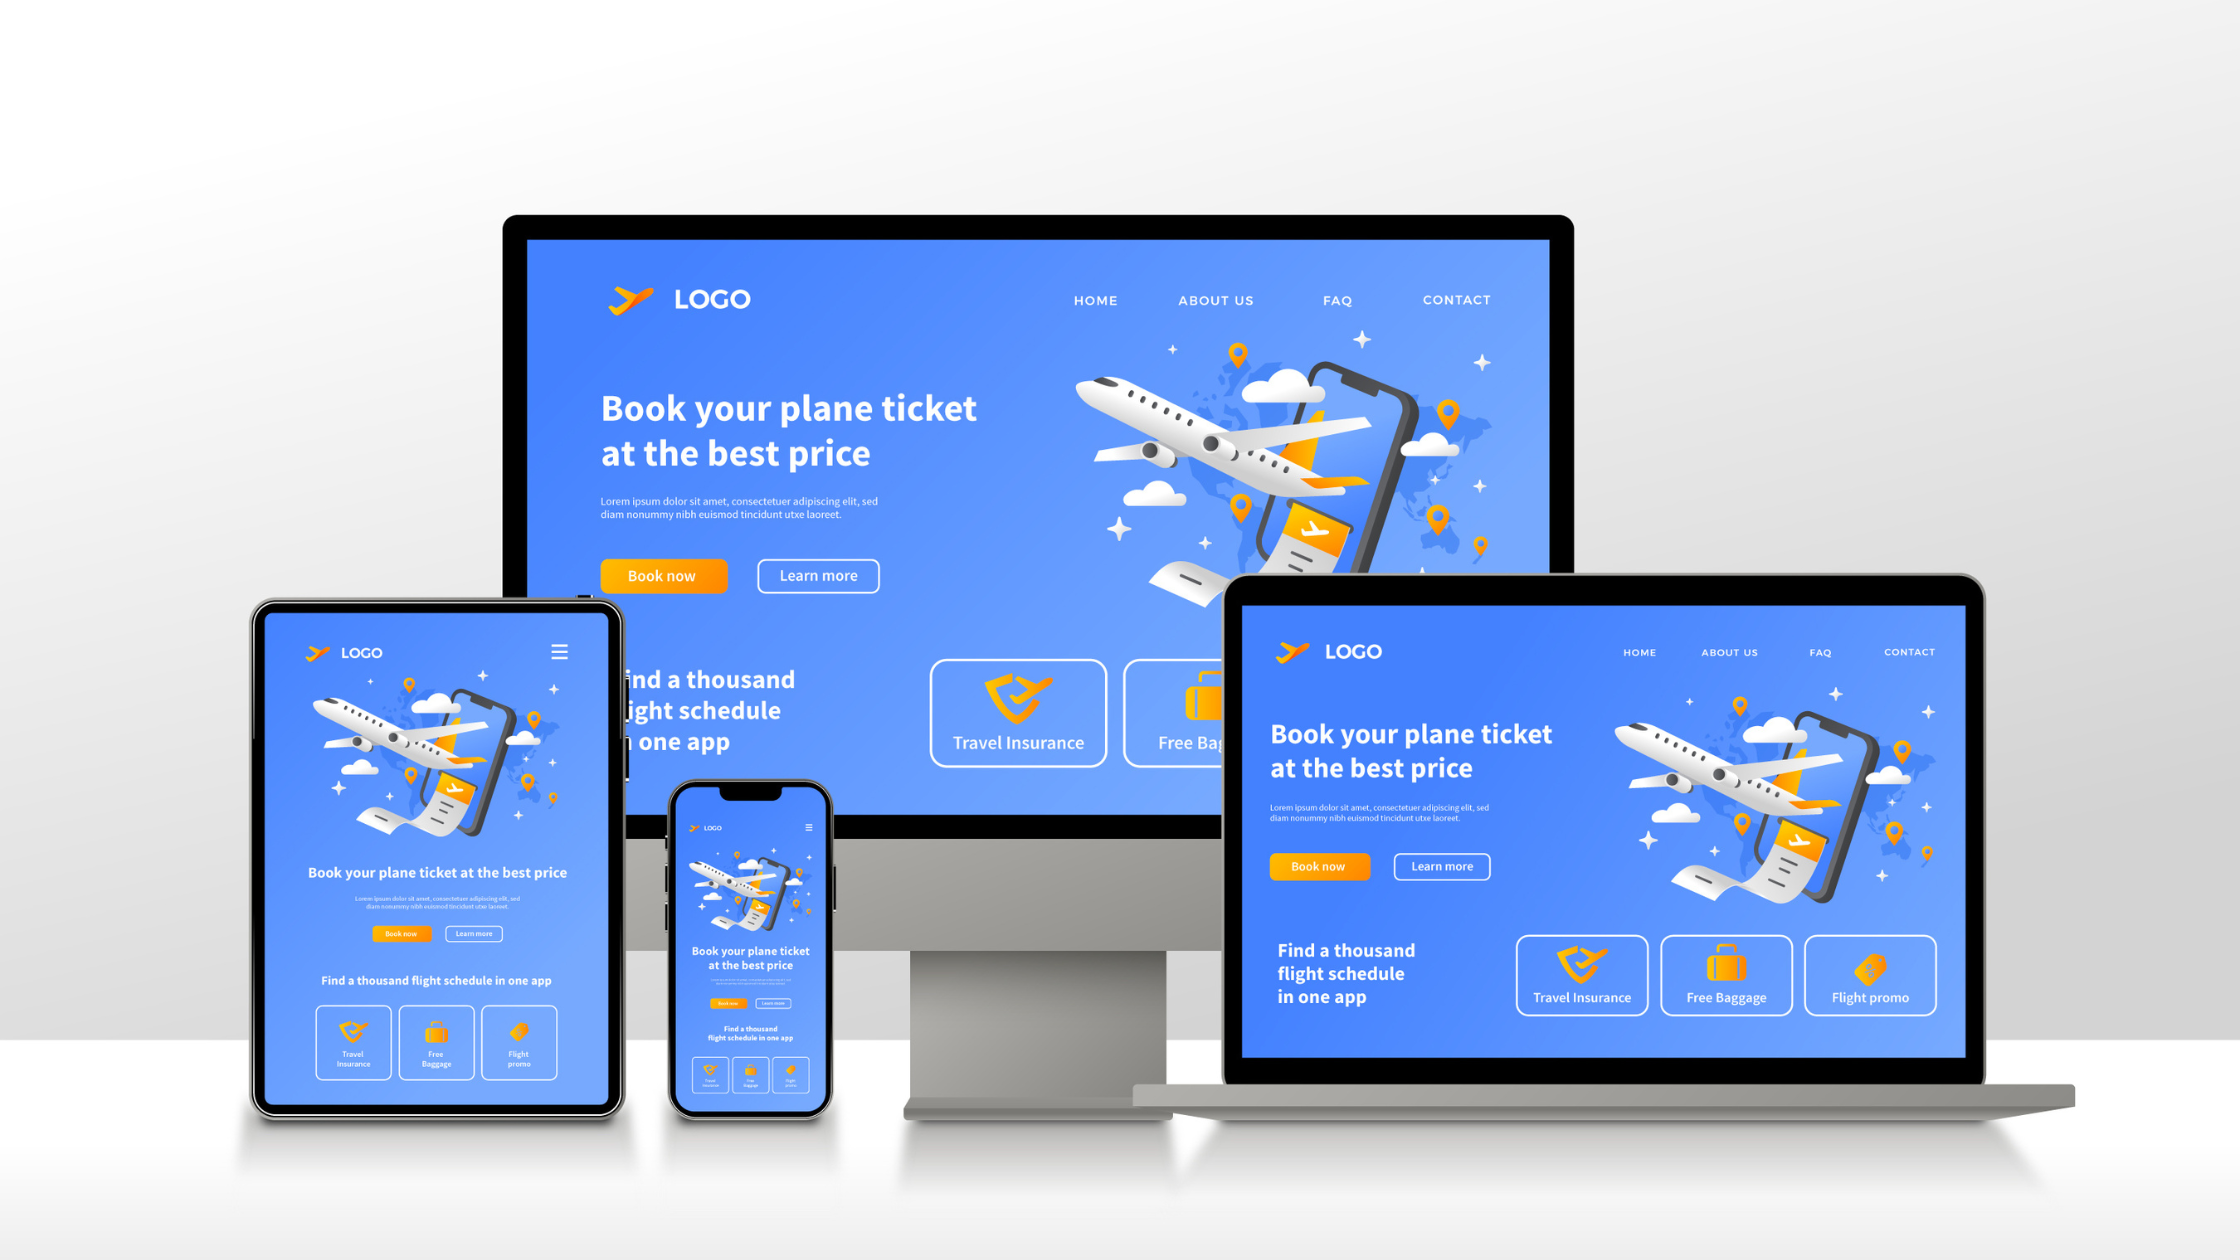 LOGO
HOME ABOUT US FAQ CONTACT
Book your plane ticket
at the best price
Lorem ipsum dolor sit amet, consectetuer adipiscing elit, sed
diam nonummy nibh euismod tincidunt utxe laoreet.
Book now Learn more
ind a thousand
ight schedule
one app
Travel Insurance
Free Bag
LOGO
Book your plane ticket at the best price
Lorem ipsum dolor sit amet, consectetuer adipiscing elit, sed
diam nonummy nibh euismod tincidunt utxe laoreet.
Book now Learn more
Find a thousand flight schedule in one app
Travel
Insurance
Free
Baggage
Flight
promo
LOGO
Book your plane ticket
at the best price
Book now Learn more
Find a thousand
flight schedule in one app
Travel
Insurance
Free
Baggage
Flight
promo
LOGO
HOME ABOUT US FAQ CONTACT
Book your plane ticket
at the best price
Lorem ipsum dolor sit amet, consectetuer adipiscing elit, sed
diam nonummy nibh euismod tincidunt utxe laoreet.
Book now Learn more
Find a thousand
flight schedule
in one app
Travel Insurance
Free Baggage
Flight promo